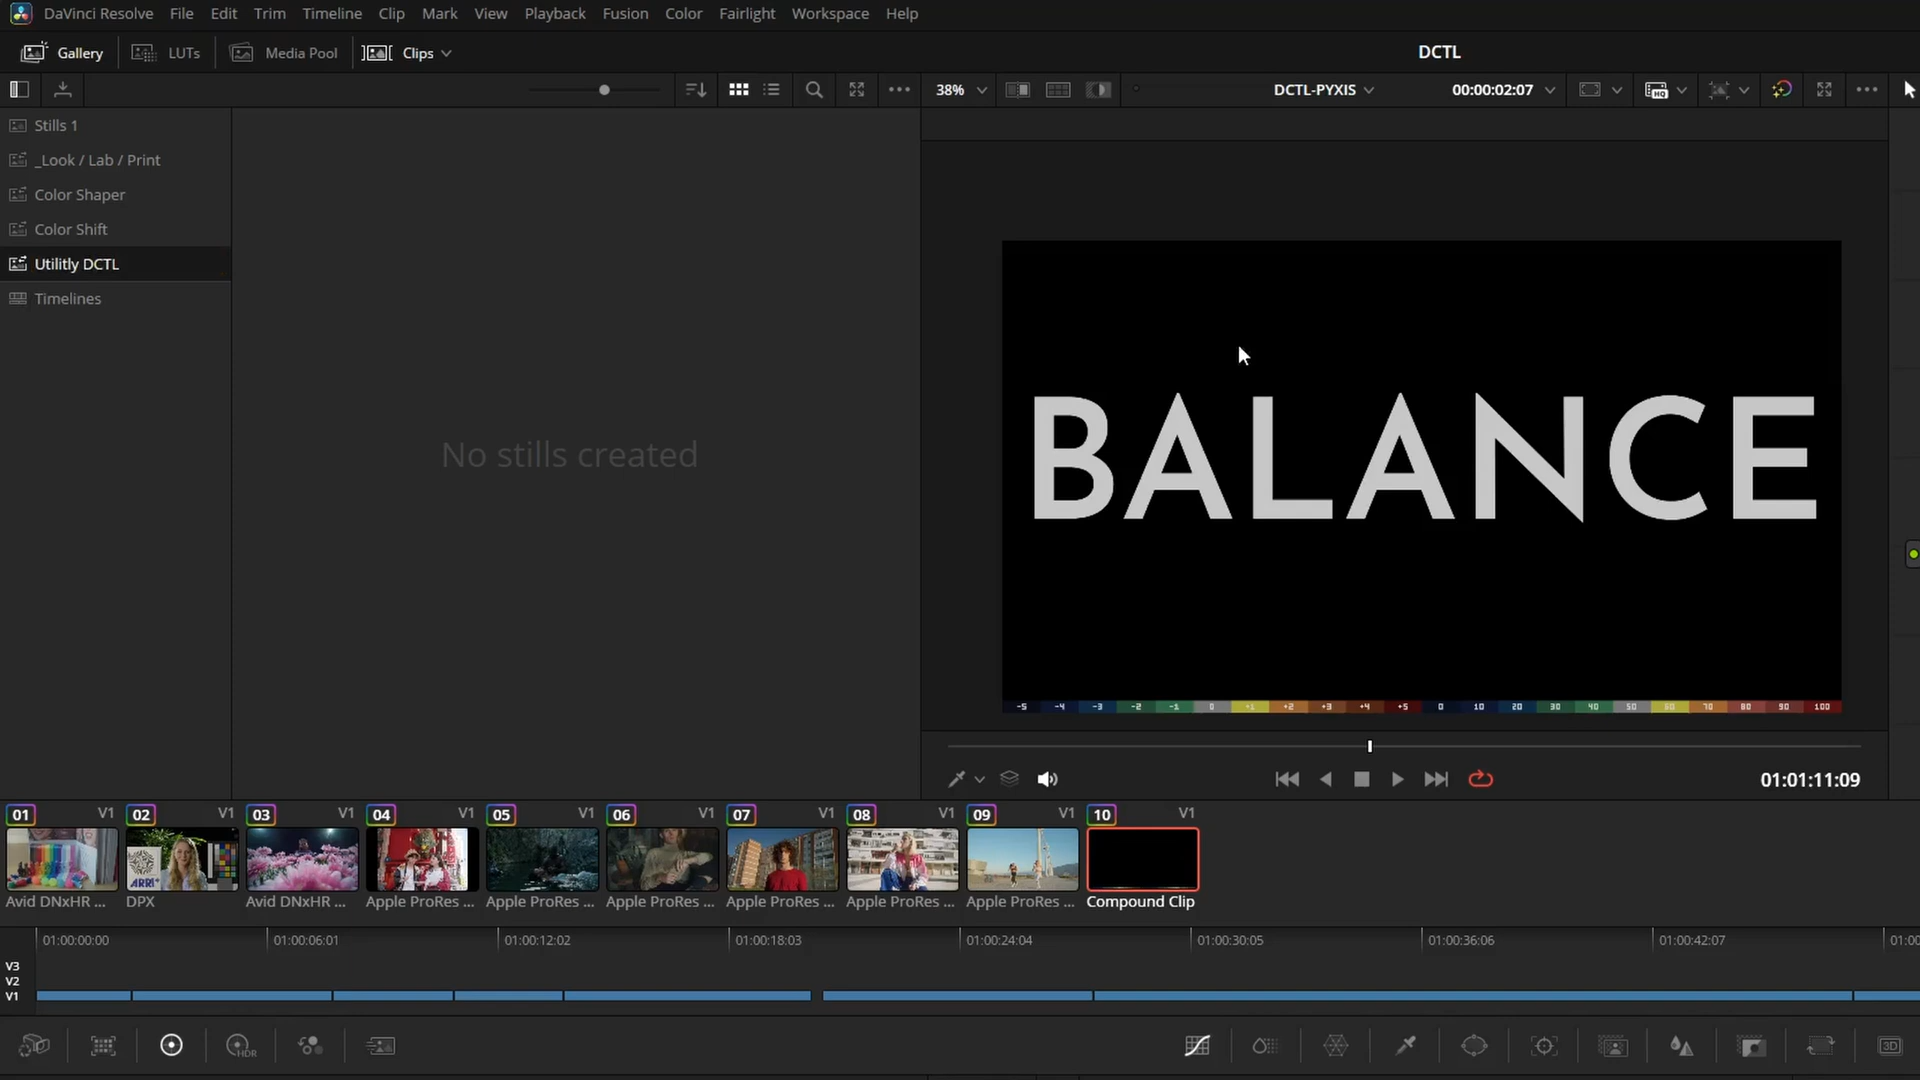 DaVinci Resolve File Edit Trim Timeline Clip Mark View Playback Fusion Color Fairlight Workspace Help
Gallery LUTs Media Pool Clips DCTL
38% DCTL-PYXIS 00:00:02:07
Stills 1
_Look / Lab / Print
Color Shaper
Color Shift
Utilitly DCTL
Timelines
No stills created
BALANCE
-5 -4 -3 -2 -1 0 +1 +2 +3 +4 +5 0 10 20 30 40 50 60 70 80 90 100
01:01:11:09
01 V1 02 V1 03 V1 04 V1 05 V1 06 V1 07 V1 08 V1 09 V1 10 V1
ARRI
Avid DNxHR ... DPX Avid DNxHR ... Apple ProRes ... Apple ProRes ... Apple ProRes ... Apple ProRes ... Apple ProRes ... Apple ProRes ... Compound Clip
01:00:00:00 01:00:06:01 01:00:12:02 01:00:18:03 01:00:24:04 01:00:30:05 01:00:36:06 01:00:42:07 01:00
V3
V2
V1
HDR 3D